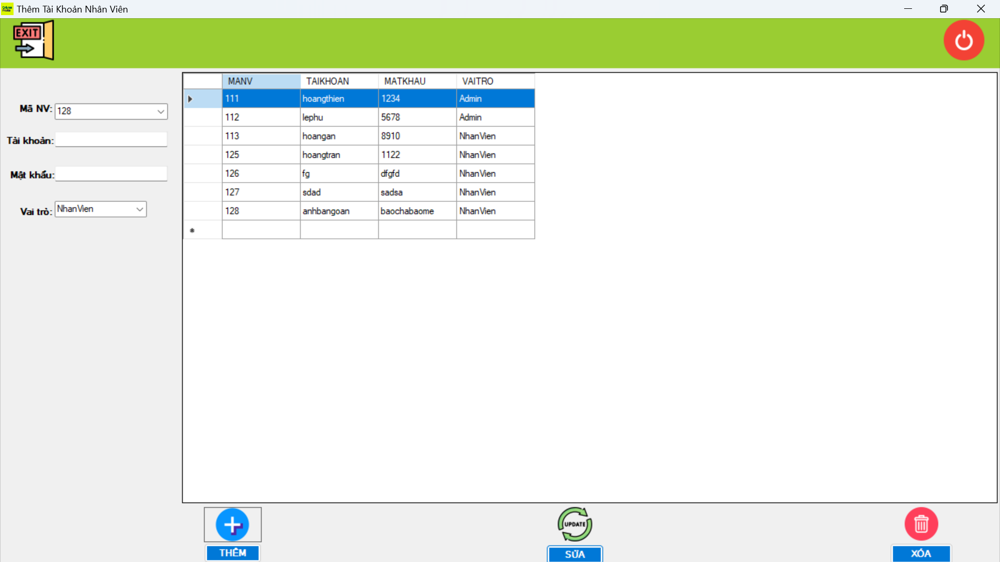 Thêm Tài Khoản Nhân Viên
EXIT
MANV TAIKHOAN MATKHAU VAITRO
111 hoangthien 1234 Admin
112 lephu 5678 Admin
113 hoangan 8910 NhanVien
125 hoangtran 1122 NhanVien
126 fg dfgfd NhanVien
127 sdad sadsa NhanVien
128 anhbangoan baochabaome NhanVien
Mã NV: 128
Tài khoản:
Mật khẩu:
Vai trò: NhanVien
UPDATE
THÊM SỬA XÓA